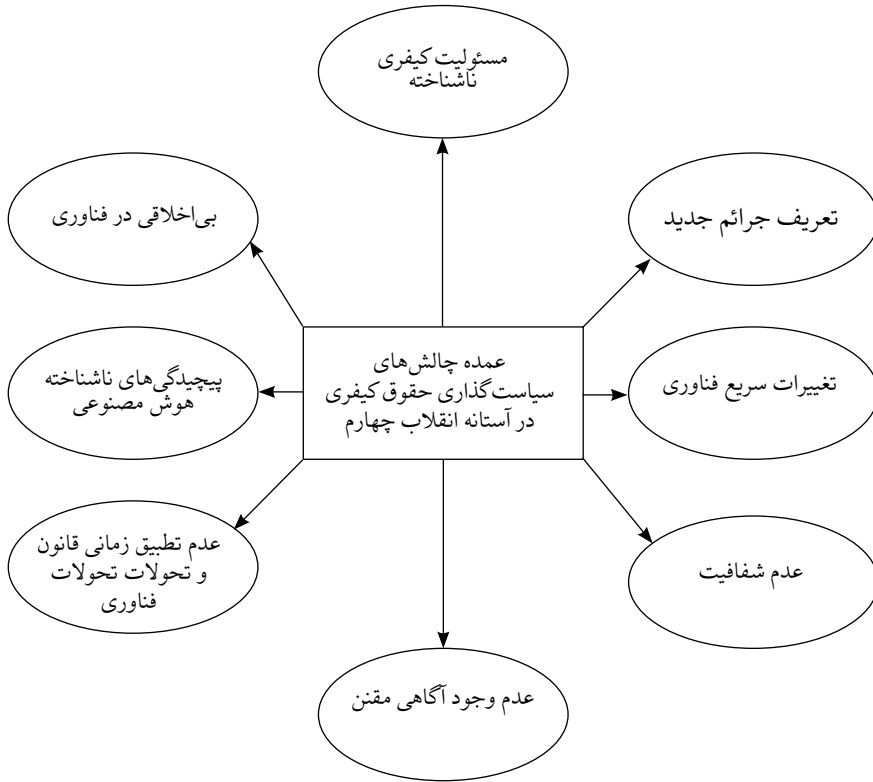 مسئولیت کیفری
ناشناخته
تعریف جرائم جدید
بی‌اخلاقی در فناوری
عمده چالش‌های
سیاست‌گذاری حقوق کیفری
در آستانه انقلاب چهارم
تغییرات سریع فناوری
پیچیدگی‌های ناشناخته
هوش مصنوعی
عدم شفافیت
عدم تطبیق زمانی قانون
و تحولات تحولات
فناوری
عدم وجود آگاهی مقنن